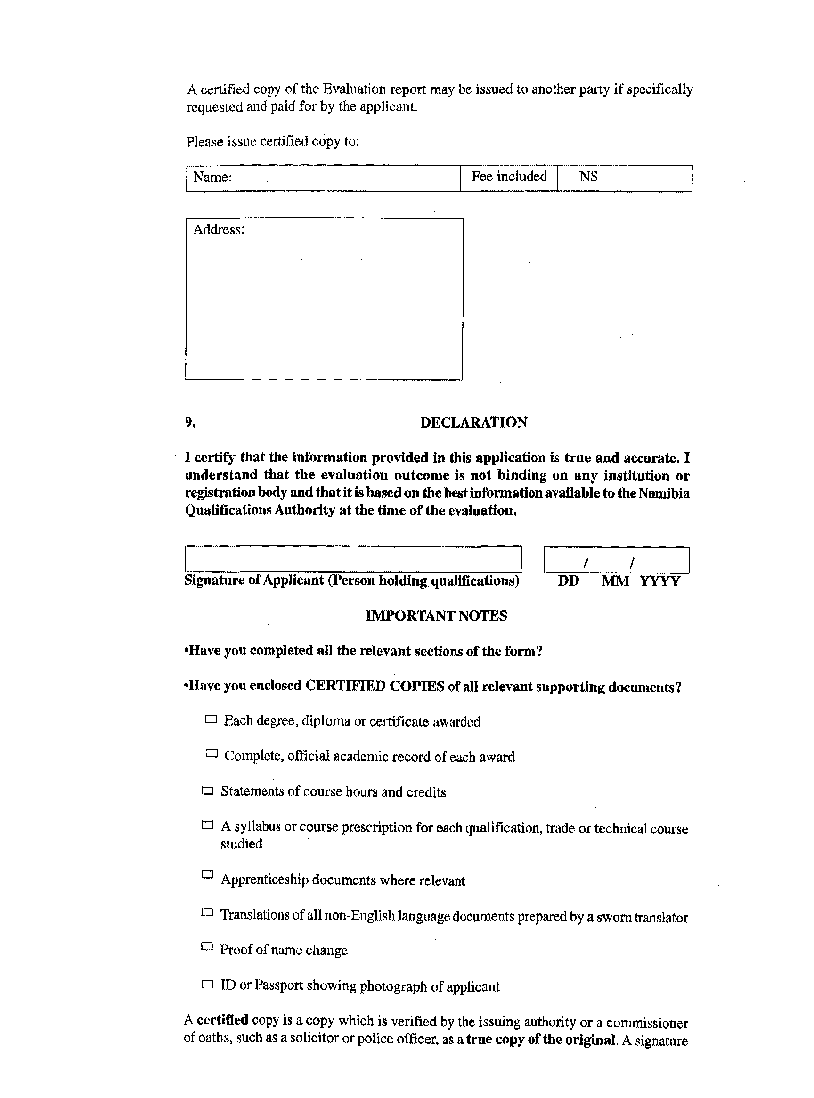 A certified copy of the Evaluation report may be issued to another party if specifically
requested and paid for by the applicant.
Please issue certified copy to:
Name: Fee included NS
Address:
9. DECLARATION
I certify that the information provided in this application is true and accurate. I
understand that the evaluation outcome is not binding on any institution or
registration body and that it is based on the best information available to the Namibia
Qualifications Authority at the time of the evaluation.
/ /
Signature of Applicant (Person holding qualifications) DD MM YYYY
IMPORTANT NOTES
•Have you completed all the relevant sections of the form?
•Have you enclosed CERTIFIED COPIES of all relevant supporting documents?
Each degree, diploma or certificate awarded
Complete, official academic record of each award
Statements of course hours and credits
A syllabus or course prescription for each qualification, trade or technical course
studied
Apprenticeship documents where relevant
Translations of all non-English language documents prepared by a sworn translator
Proof of name change
ID or Passport showing photograph of applicant
A certified copy is a copy which is verified by the issuing authority or a commissioner
of oaths, such as a solicitor or police officer, as a true copy of the original. A signature